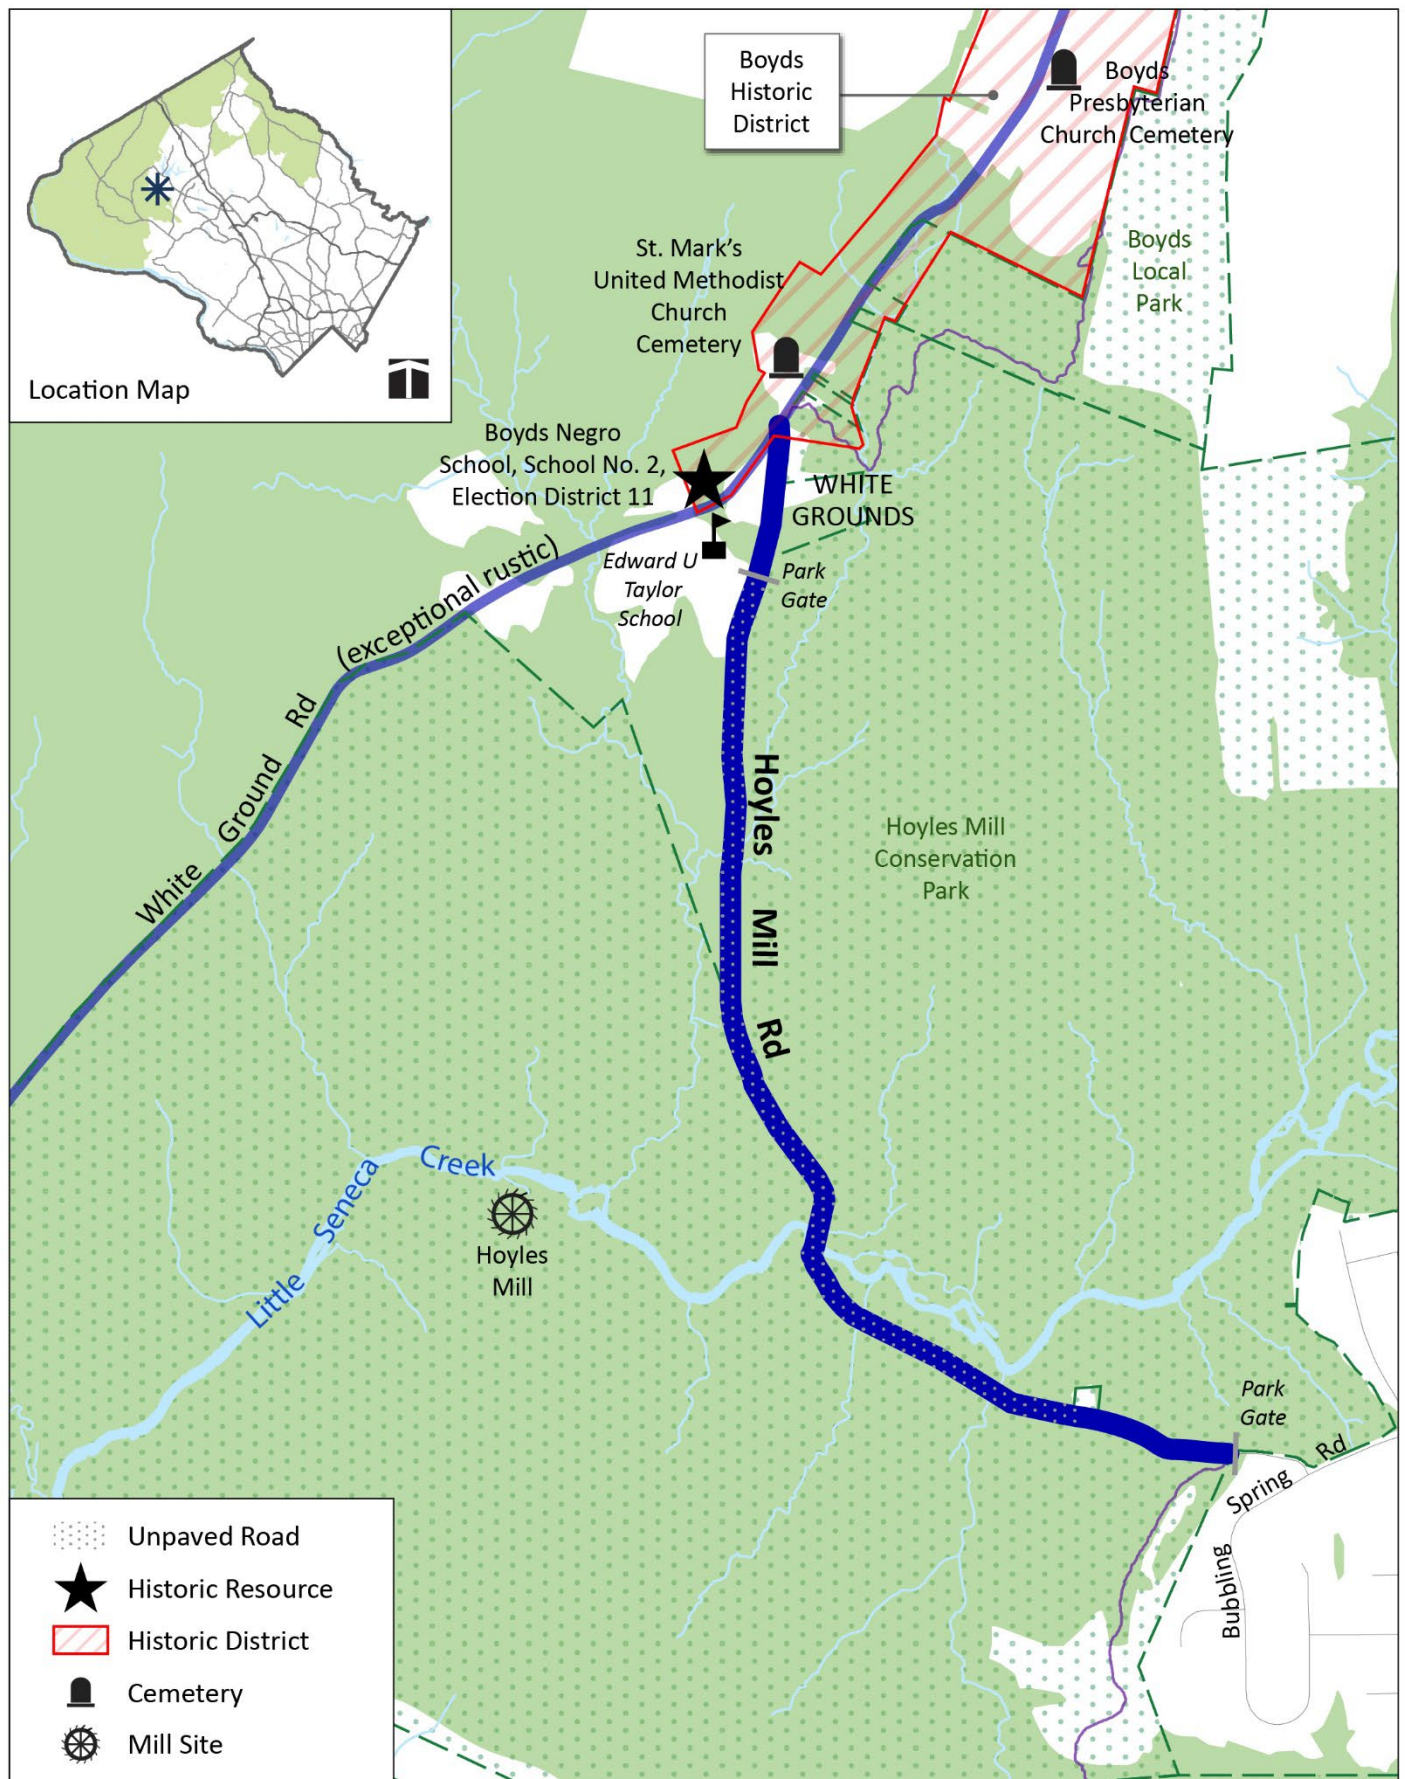 Location Map
Boyds
Historic
District
Boyds
Presbyterian
Church Cemetery
Boyds
Local
Park
St. Mark’s
United Methodist
Church
Cemetery
Boyds Negro
School, School No. 2,
Election District 11
WHITE
GROUNDS
Edward U
Taylor
School
Park
Gate
White Ground Rd (exceptional rustic)
Hoyles Mill Rd
Hoyles Mill
Conservation
Park
Little Seneca Creek
Hoyles
Mill
Park
Gate
Bubbling Spring Rd
Unpaved Road
Historic Resource
Historic District
Cemetery
Mill Site